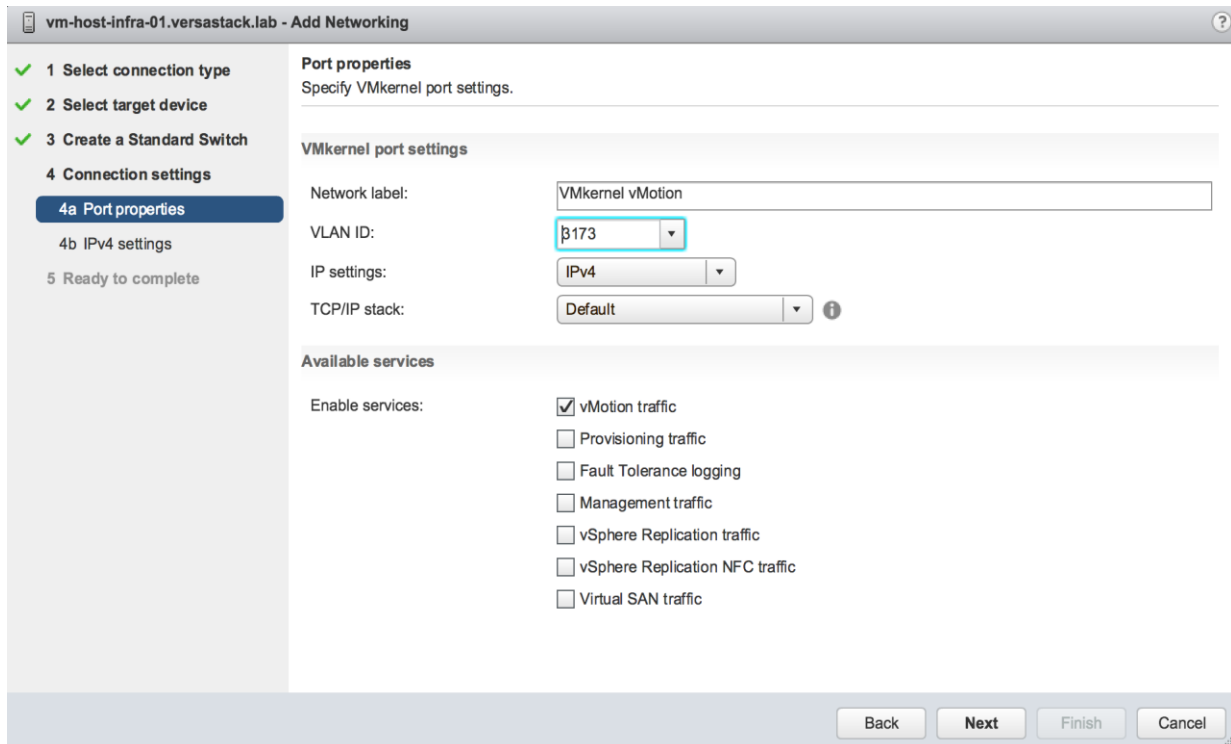 vm-host-infra-01.versastack.lab - Add Networking
?
1 Select connection type
2 Select target device
3 Create a Standard Switch
4 Connection settings
4a Port properties
4b IPv4 settings
5 Ready to complete
Port properties
Specify VMkernel port settings.
VMkernel port settings
Network label: VMkernel vMotion
VLAN ID: 3173
IP settings: IPv4
TCP/IP stack: Default
Available services
Enable services: vMotion traffic
Provisioning traffic
Fault Tolerance logging
Management traffic
vSphere Replication traffic
vSphere Replication NFC traffic
Virtual SAN traffic
Back Next Finish Cancel